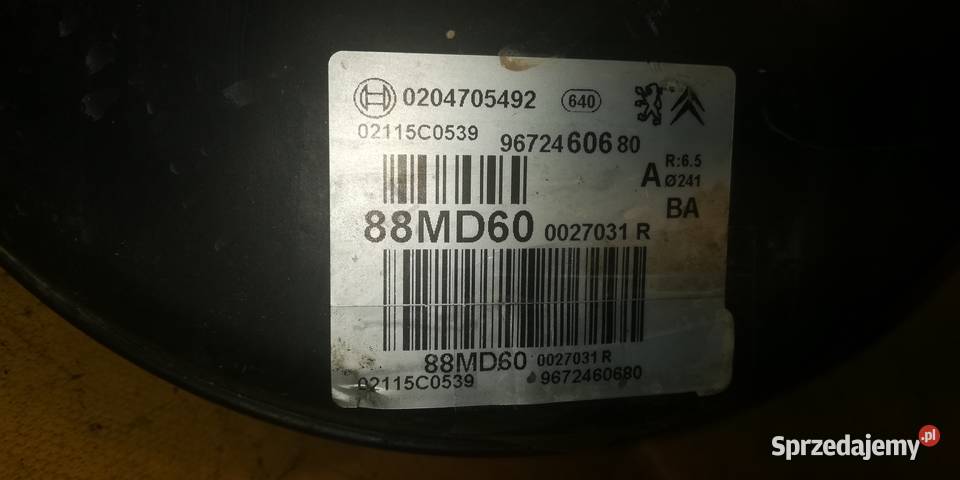 0204705492 640
02115C0539
9672460680
A R:6.5
Ø241
BA
88MD60 0027031 R
88MD60 0027031 R
02115C0539 9672460680
Sprzedajemy.pl